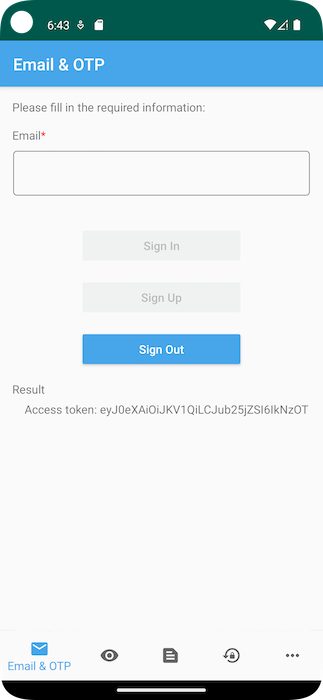 6:43
Email & OTP
Please fill in the required information:
Email*
Sign In
Sign Up
Sign Out
Result
Access token: eyJ0eXAiOiJKV1QiLCJub25jZSI6IkNzOT
Email & OTP